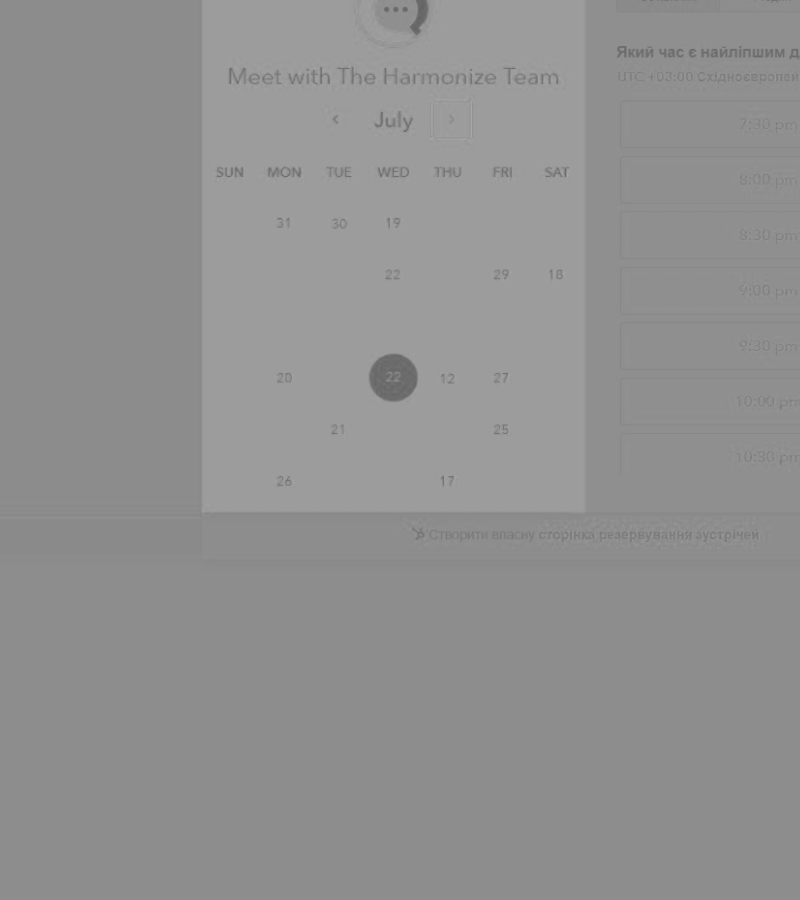 Meet with The Harmonize Team
July
SUN MON TUE WED THU FRI SAT
31 30 19
22 29 18
20 22 12 27
21 25
26 17
Який час є найліпшим
UTC +03:00
7:30 pm
8:00 pm
8:30 pm
9:00 pm
9:30 pm
10:00 pm
10:30 pm
Створити власну сторінка резервування зустрічей